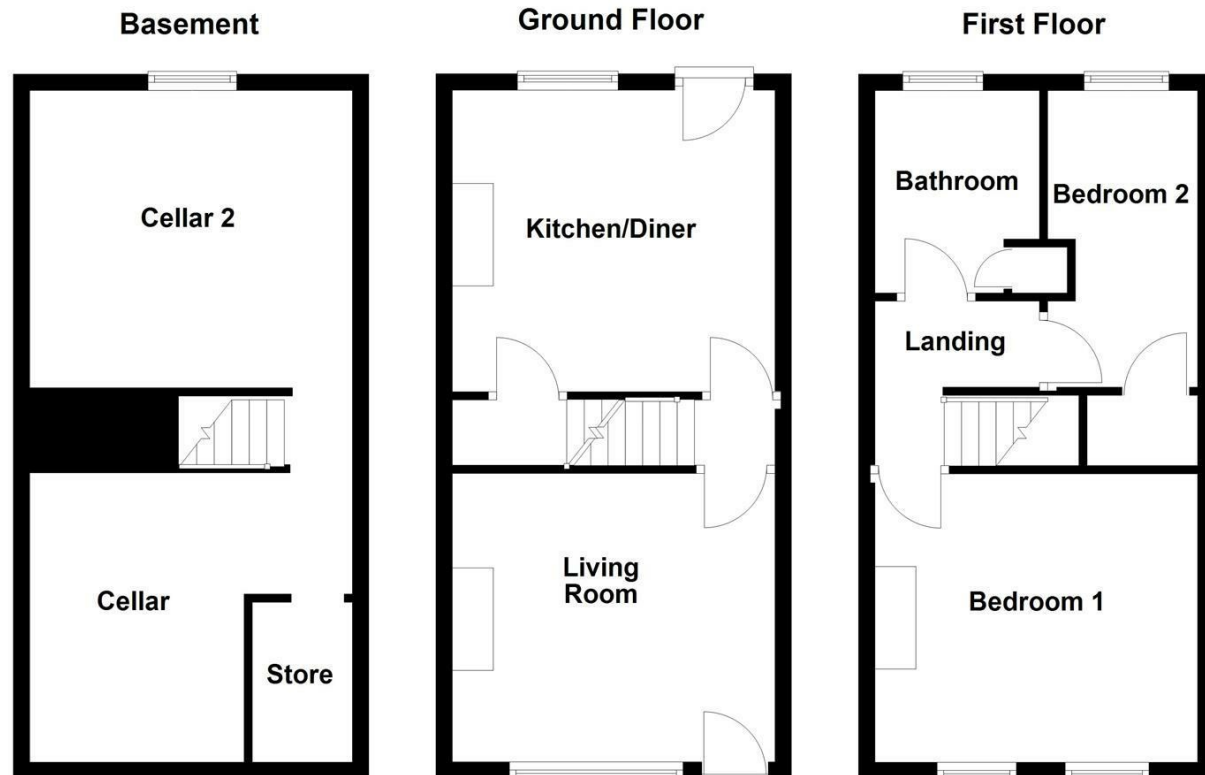 Basement
Cellar 2
Cellar
Store
Ground Floor
Kitchen/Diner
Living
Room
First Floor
Bathroom
Bedroom 2
Landing
Bedroom 1